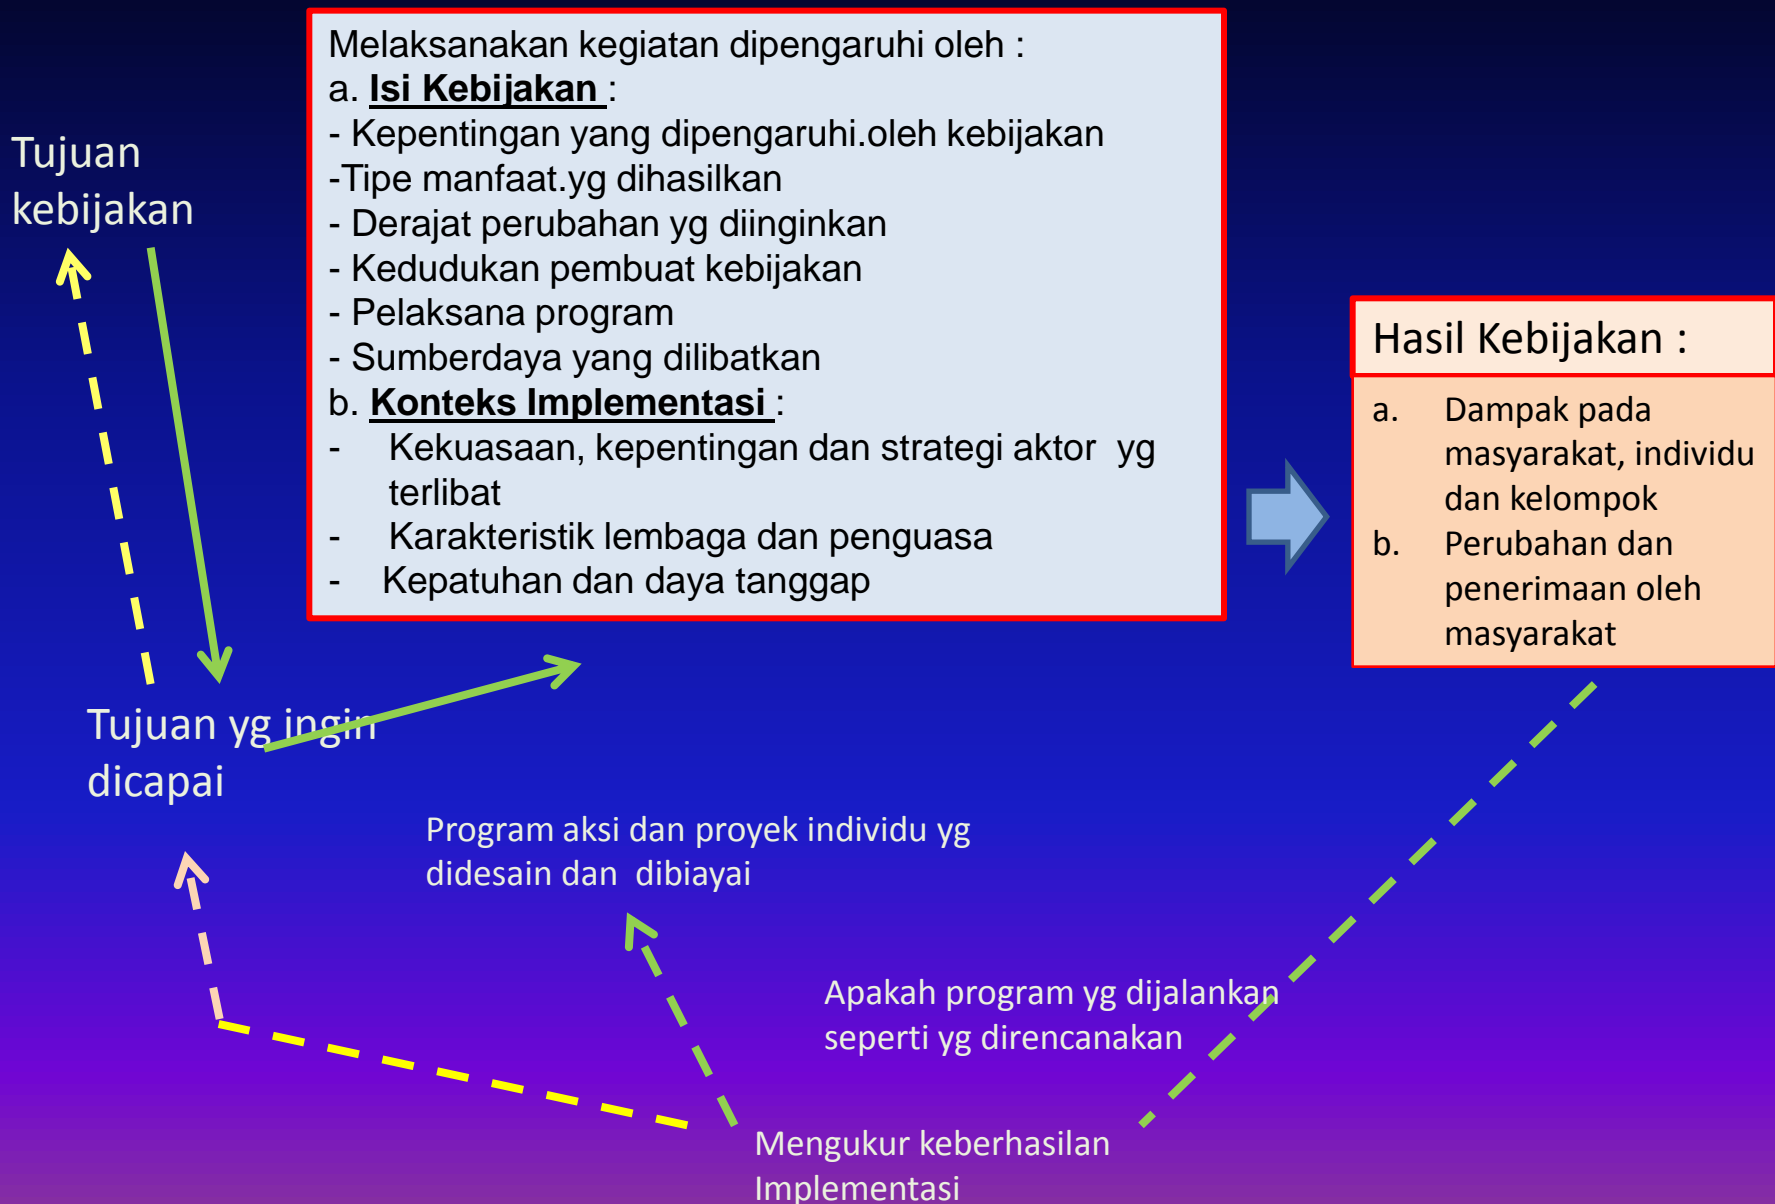 Melaksanakan kegiatan dipengaruhi oleh :
a. Isi Kebijakan :
- Kepentingan yang dipengaruhi.oleh kebijakan
-Tipe manfaat.yg dihasilkan
- Derajat perubahan yg diinginkan
- Kedudukan pembuat kebijakan
- Pelaksana program
- Sumberdaya yang dilibatkan
b. Konteks Implementasi :
- Kekuasaan, kepentingan dan strategi aktor yg
terlibat
- Karakteristik lembaga dan penguasa
- Kepatuhan dan daya tanggap
Tujuan
kebijakan
Hasil Kebijakan :
a. Dampak pada
masyarakat, individu
dan kelompok
b. Perubahan dan
penerimaan oleh
masyarakat
Tujuan yg ingin
dicapai
Program aksi dan proyek individu yg
didesain dan dibiayai
Apakah program yg dijalankan
seperti yg direncanakan
Mengukur keberhasilan
Implementasi